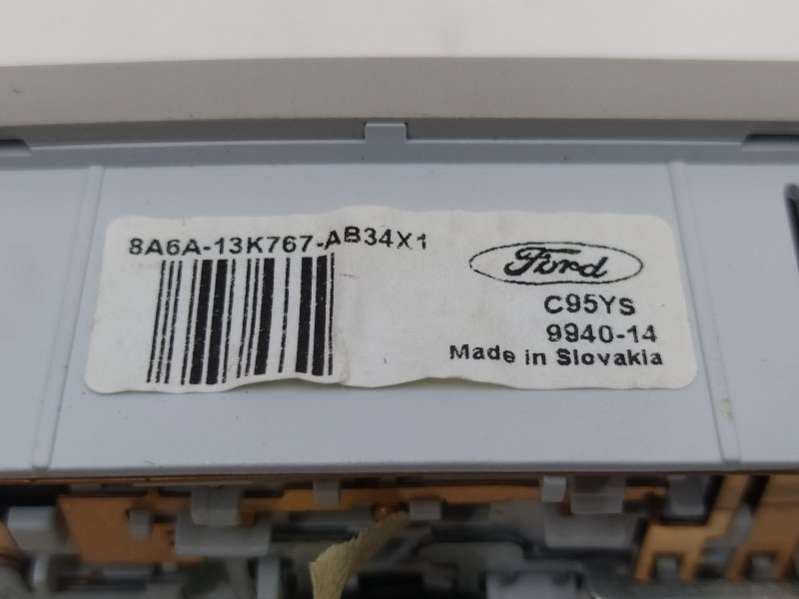 8A6A-13K767-AB34X1
Ford
C95YS
9940-14
Made in Slovakia